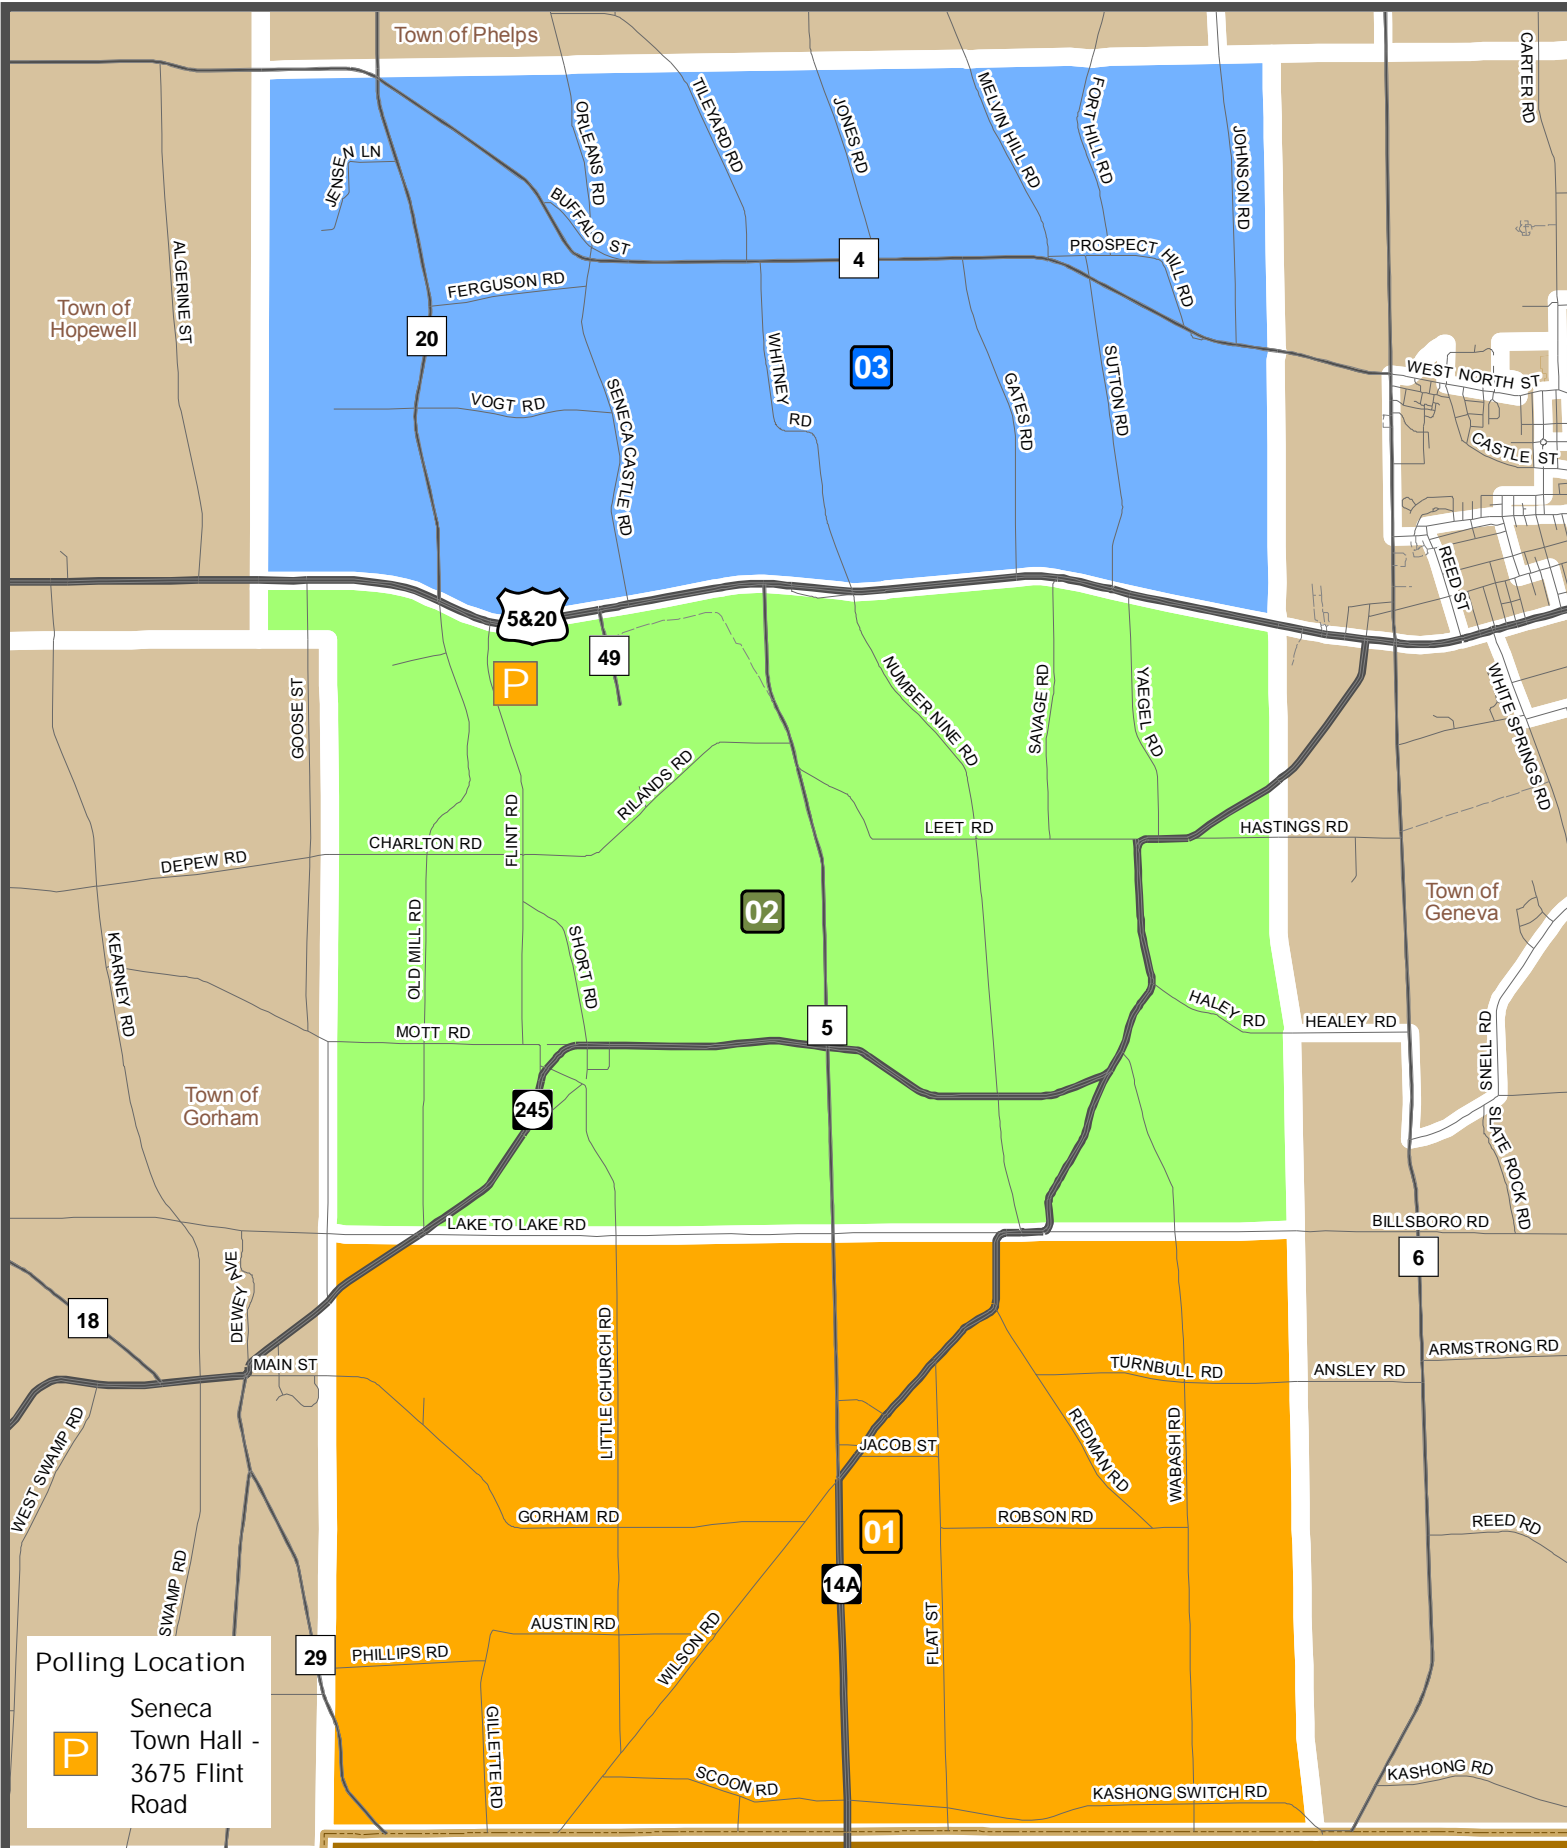 Town of Phelps
CARTER RD
ORLEANS RD
TILEYARD RD
JONES RD
MELVIN HILL RD
FORT HILL RD
JOHNSON RD
JENSEN LN
BUFFALO ST
ALGERINE ST
4
PROSPECT HILL RD
FERGUSON RD
Town of
Hopewell
20
WHITNEY RD
03
SUTTON RD
GATES RD
WEST NORTH ST
VOGT RD
SENECA CASTLE RD
CASTLE ST
REED ST
5&20
49
P
GOOSE ST
NUMBER NINE RD
SAVAGE RD
YAEGEL RD
WHITE SPRINGS RD
RILANDS RD
FLINT RD
LEET RD
HASTINGS RD
CHARLTON RD
DEPEW RD
02
Town of
Geneva
OLD MILL RD
SHORT RD
KEARNEY RD
HALEY RD
HEALEY RD
MOTT RD
5
SNELL RD
Town of
Gorham
245
SLATE ROCK RD
LAKE TO LAKE RD
BILLSBORO RD
DEWEY AVE
6
18
LITTLE CHURCH RD
MAIN ST
TURNBULL RD
ANSLEY RD
ARMSTRONG RD
WEST SWAMP RD
REDMAN RD
WABASH RD
JACOB ST
GORHAM RD
01
ROBSON RD
REED RD
SWAMP RD
14A
FLAT ST
AUSTIN RD
WILSON RD
29
PHILLIPS RD
GILLETTE RD
SCOON RD
KASHONG SWITCH RD
KASHONG RD
Polling Location
P
Seneca
Town Hall -
3675 Flint
Road